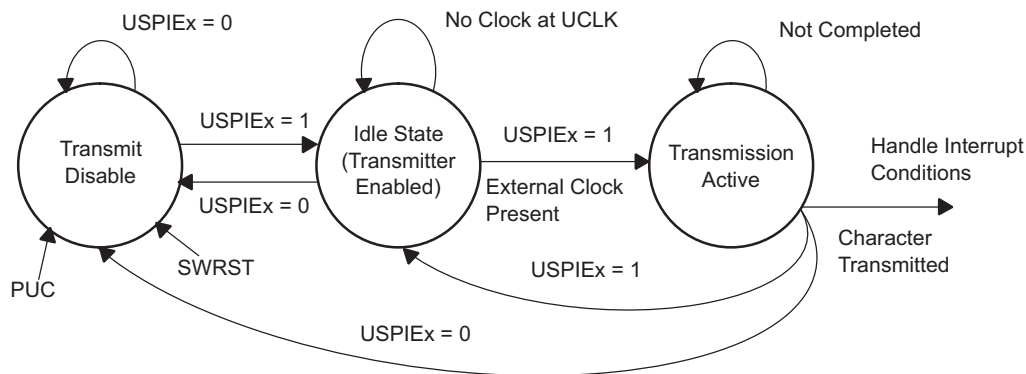 USPIEx = 0
No Clock at UCLK
Not Completed
USPIEx = 1
Transmit
Disable
Idle State
(Transmitter
Enabled)
USPIEx = 1
Transmission
Active
Handle Interrupt
Conditions
USPIEx = 0
External Clock
Present
SWRST
PUC
USPIEx = 1
Character
Transmitted
USPIEx = 0